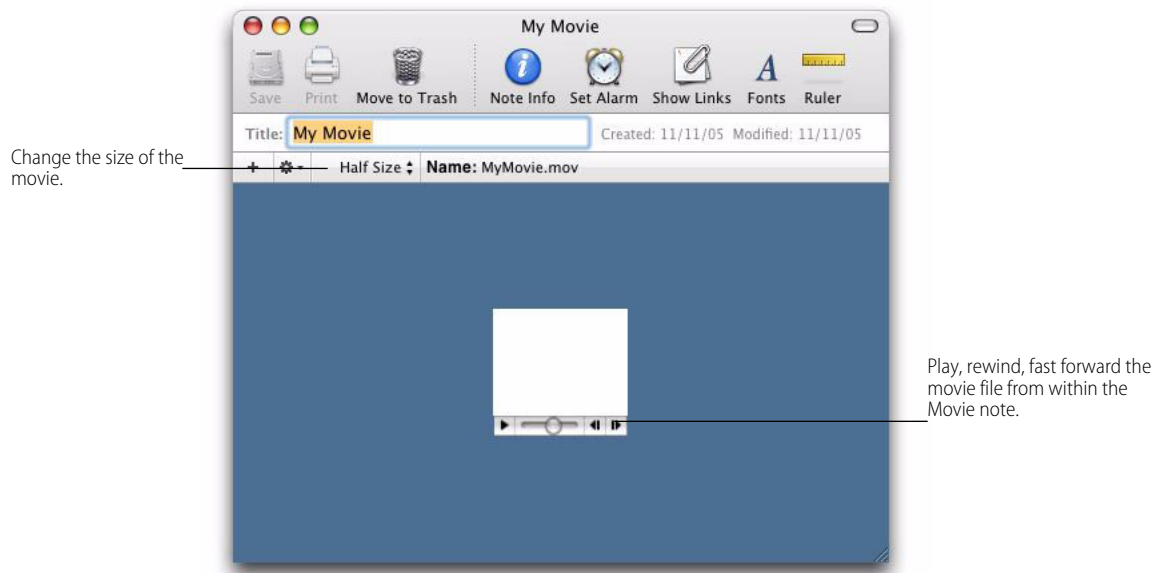 My Movie
Save Print Move to Trash Note Info Set Alarm Show Links Fonts Ruler
Title: My Movie Created: 11/11/05 Modified: 11/11/05
Change the size of the
movie.
Half Size Name: MyMovie.mov
Play, rewind, fast forward the
movie file from within the
Movie note.